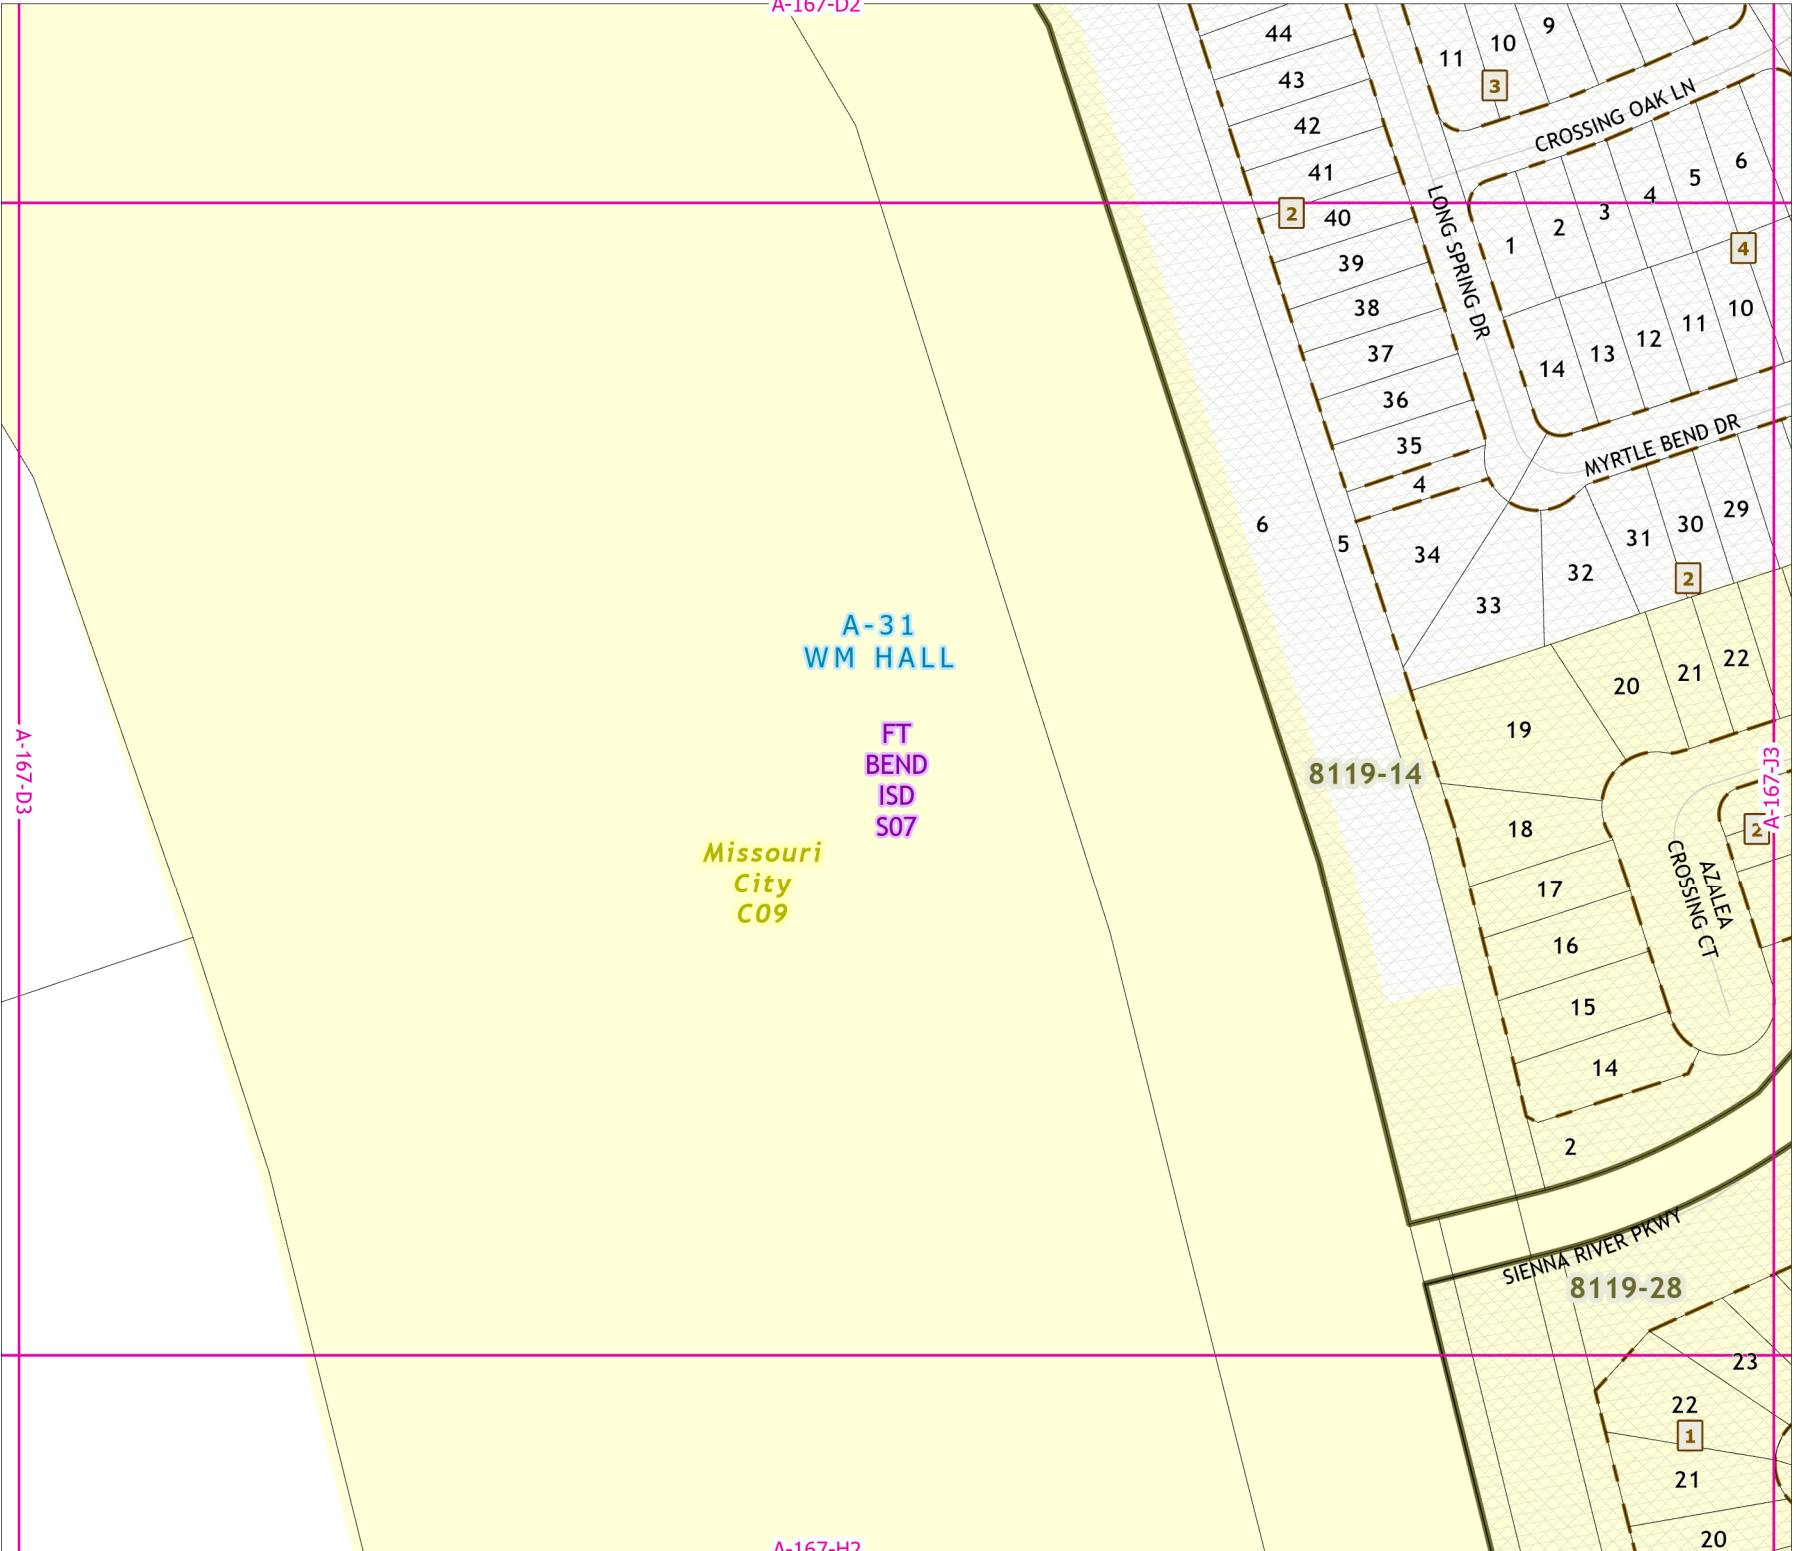 A-167-D2
44
43
42
41
2
40
39
38
37
36
35
4
34
33
32
31
30
29
2
11
10
9
3
CROSSING OAK LN
LONG SPRING DR
1
2
3
4
5
6
4
14
13
12
11
10
MYRTLE BEND DR
6
5
A-31
WM HALL
FT
BEND
ISD
S07
Missouri
City
C09
A-167-D3
8119-14
19
20
21
22
18
17
16
15
14
2
AZALEA
CROSSING CT
2
A-167-J3
SIENNA RIVER PKWY
8119-28
23
22
1
21
20
A-167-H2